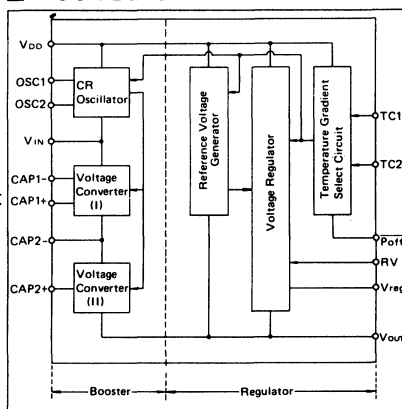 VDD
OSC1
OSC2
VIN
CAP1-
CAP1+
CAP2-
CAP2+
CR
Oscillator
Voltage
Converter
(I)
Voltage
Converter
(II)
Reference Voltage
Generator
Voltage Regulator
Temperature Gradient
Select Circuit
TC1
TC2
Poff
RV
Vreg
Vout
Booster
Regulator